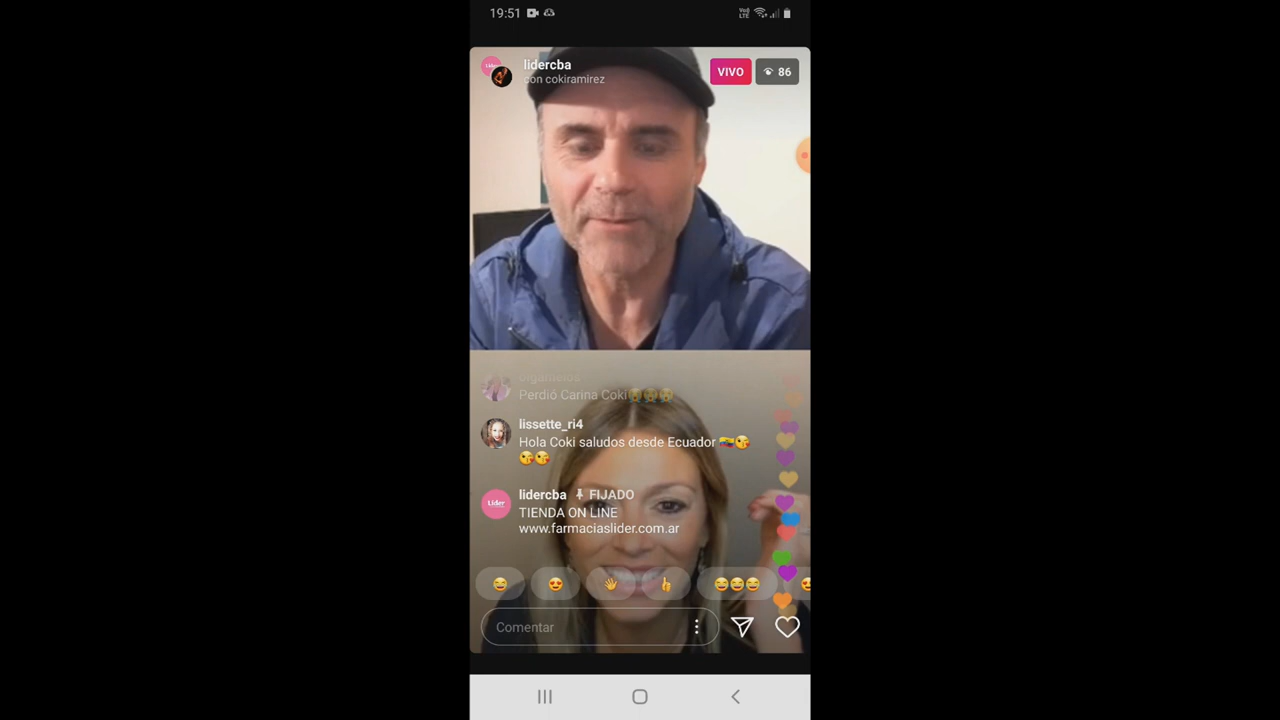 19:51
lidercba
con cokiramirez
VIVO
86
Perdió Carina Coki😭😭😭
lissette_ri4
Hola Coki saludos desde Ecuador 🇪🇨😘
😘😘
lidercba FIJADO
TIENDA ON LINE
www.farmaciaslider.com.ar
Comentar